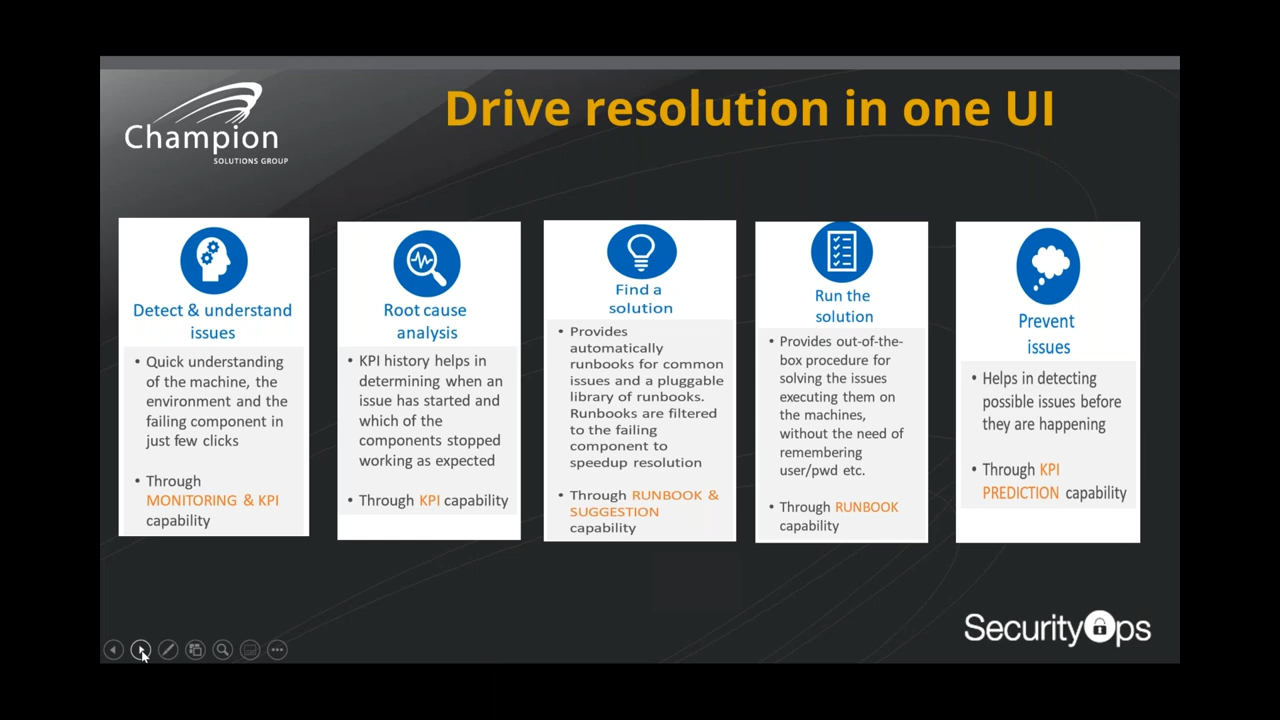 Champion
SOLUTIONS GROUP
Drive resolution in one UI
Detect & understand
issues
• Quick understanding
of the machine, the
environment and the
failing component in
just few clicks
• Through
MONITORING & KPI
capability
Root cause
analysis
• KPI history helps in
determining when an
issue has started and
which of the
components stopped
working as expected
• Through KPI capability
Find a
solution
• Provides
automatically
runbooks for common
issues and a pluggable
library of runbooks.
Runbooks are filtered
to the failing
component to
speedup resolution
• Through RUNBOOK &
SUGGESTION
capability
Run the
solution
• Provides out-of-the-
box procedure for
solving the issues
executing them on
the machines,
without the need of
remembering
user/pwd etc.
• Through RUNBOOK
capability
Prevent
issues
• Helps in detecting
possible issues before
they are happening
• Through KPI
PREDICTION capability
SecurityOps